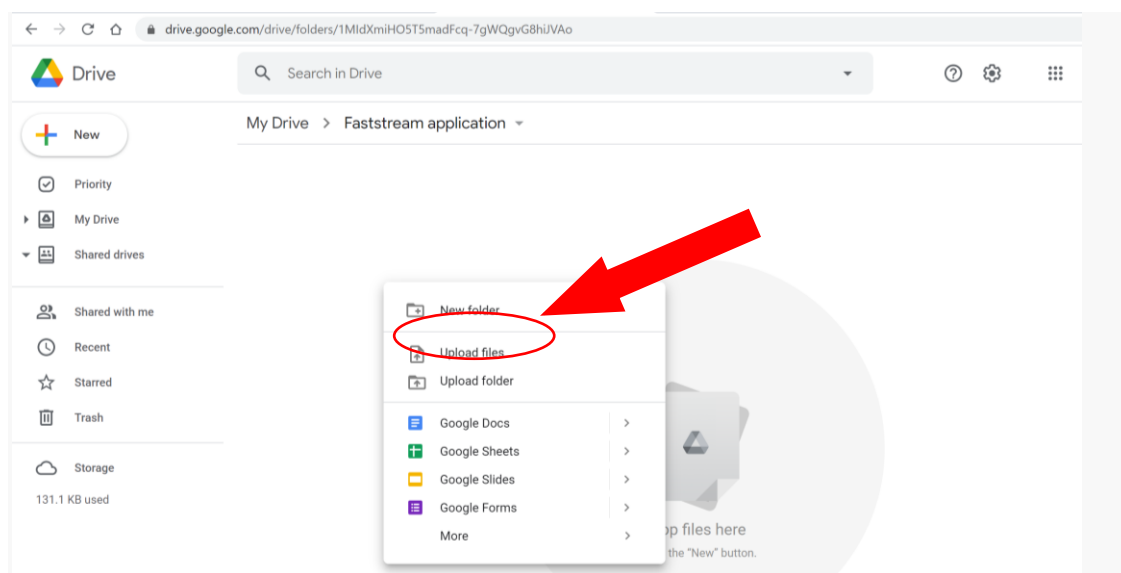 drive.google.com/drive/folders/1MldXmiHO5T5madFcq-7gWQgvG8hiJVAo
Drive
Search in Drive
New
My Drive > Faststream application
Priority
My Drive
Shared drives
Shared with me
Recent
Starred
Trash
Storage
131.1 KB used
New folder
Upload files
Upload folder
Google Docs
Google Sheets
Google Slides
Google Forms
More
files here
the "New" button.